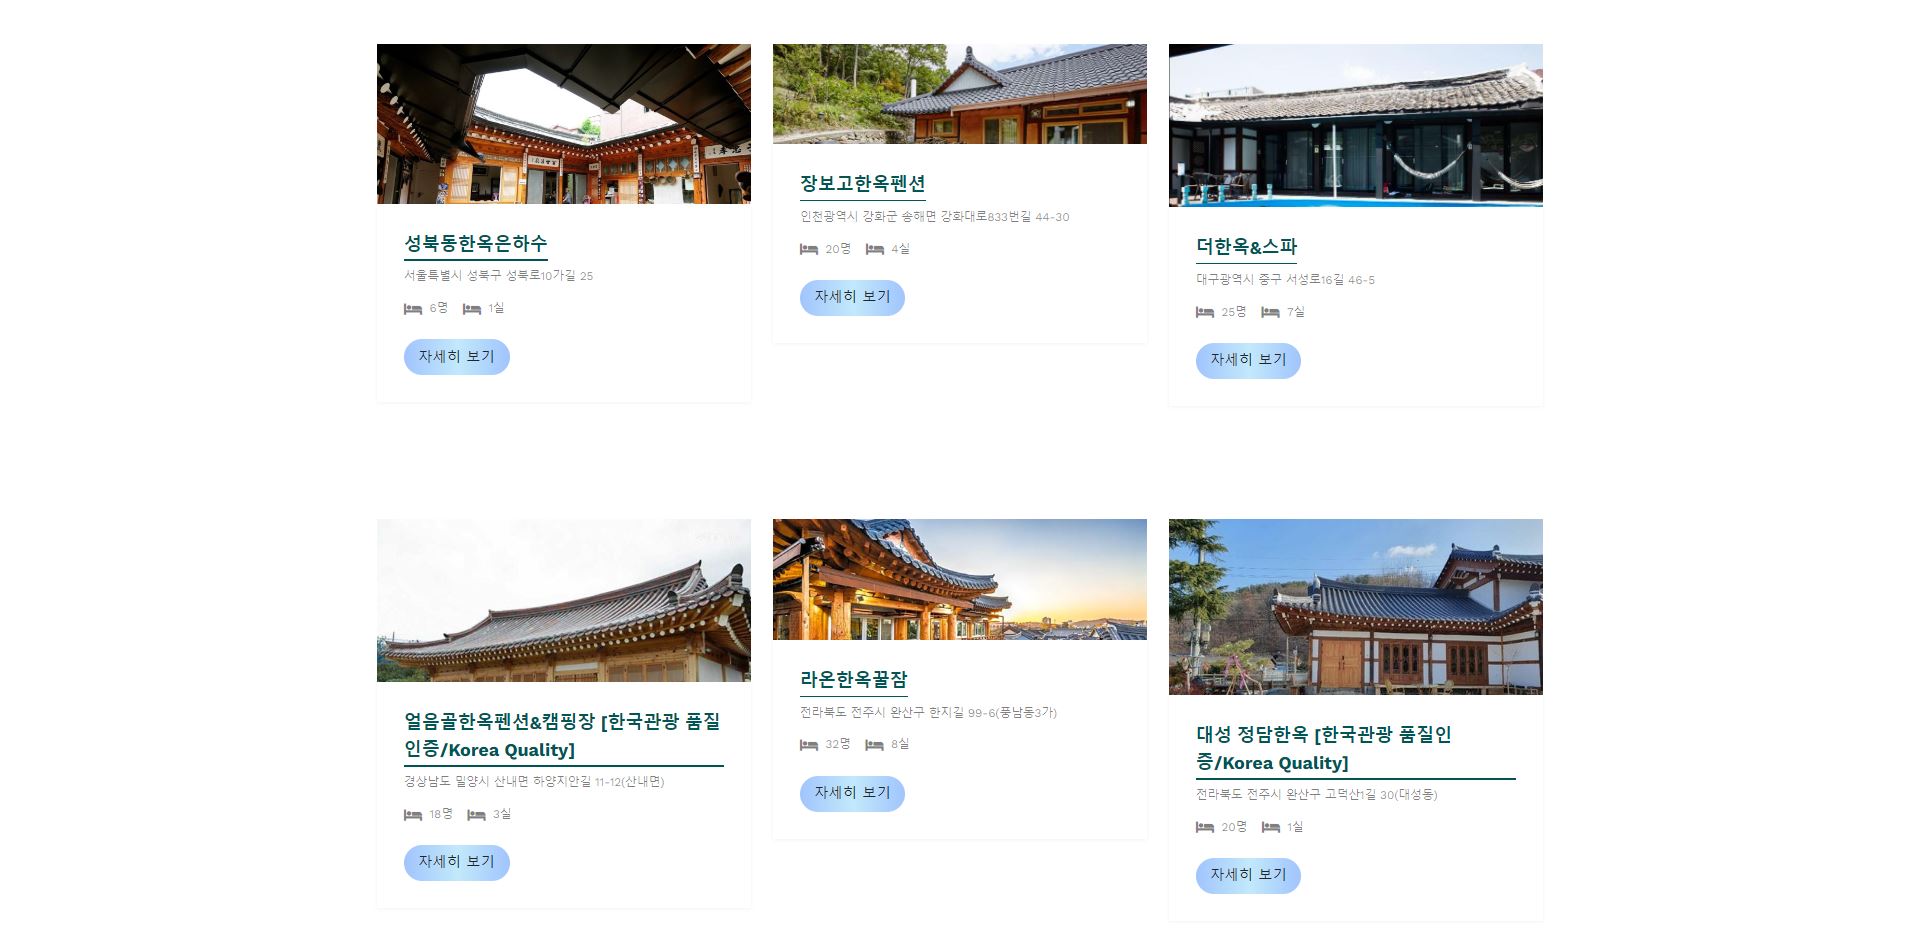 성북동한옥은하수
서울특별시 성북구 성북로10가길 25
6명 1실
자세히 보기
장보고한옥펜션
인천광역시 강화군 송해면 강화대로833번길 44-30
20명 4실
자세히 보기
더한옥&스파
대구광역시 중구 서성로16길 46-5
25명 7실
자세히 보기
얼음골한옥펜션&캠핑장 [한국관광 품질
인증/Korea Quality]
경상남도 밀양시 산내면 하양지안길 11-12(산내면)
18명 3실
자세히 보기
라온한옥꿀잠
전라북도 전주시 완산구 한지길 99-6(풍남동3가)
32명 8실
자세히 보기
대성 정담한옥 [한국관광 품질인
증/Korea Quality]
전라북도 전주시 완산구 고덕산1길 30(대성동)
20명 1실
자세히 보기